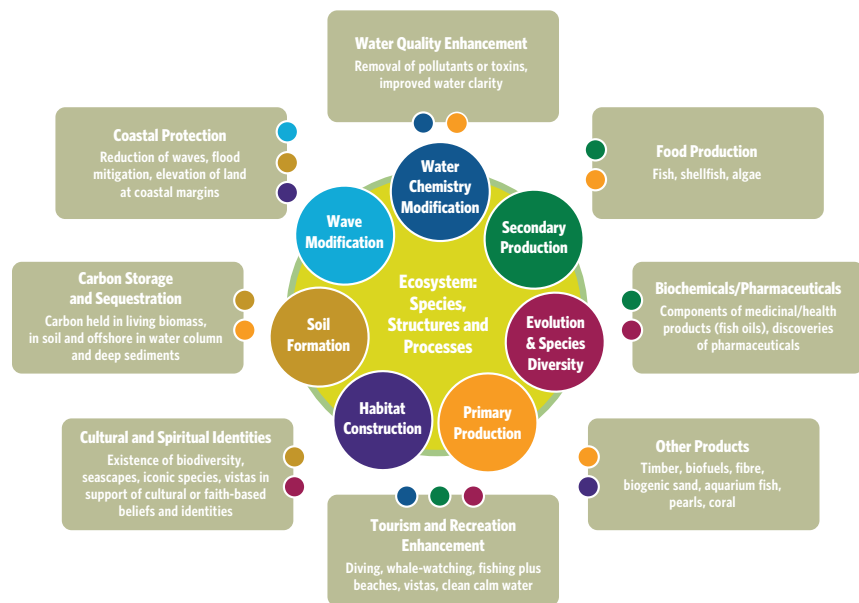 Water Quality Enhancement
Removal of pollutants or toxins,
improved water clarity
Coastal Protection
Reduction of waves, flood
mitigation, elevation of land
at coastal margins
Food Production
Fish, shellfish, algae
Water
Chemistry
Modification
Wave
Modification
Secondary
Production
Carbon Storage
and Sequestration
Carbon held in living biomass,
in soil and offshore in water column
and deep sediments
Soil
Formation
Ecosystem:
Species,
Structures and
Processes
Evolution
& Species
Diversity
Biochemicals/Pharmaceuticals
Components of medicinal/health
products (fish oils), discoveries
of pharmaceuticals
Habitat
Construction
Primary
Production
Cultural and Spiritual Identities
Existence of biodiversity,
seascapes, iconic species, vistas in
support of cultural or faith-based
beliefs and identities
Other Products
Timber, biofuels, fibre,
biogenic sand, aquarium fish,
pearls, coral
Tourism and Recreation
Enhancement
Diving, whale-watching, fishing plus
beaches, vistas, clean calm water